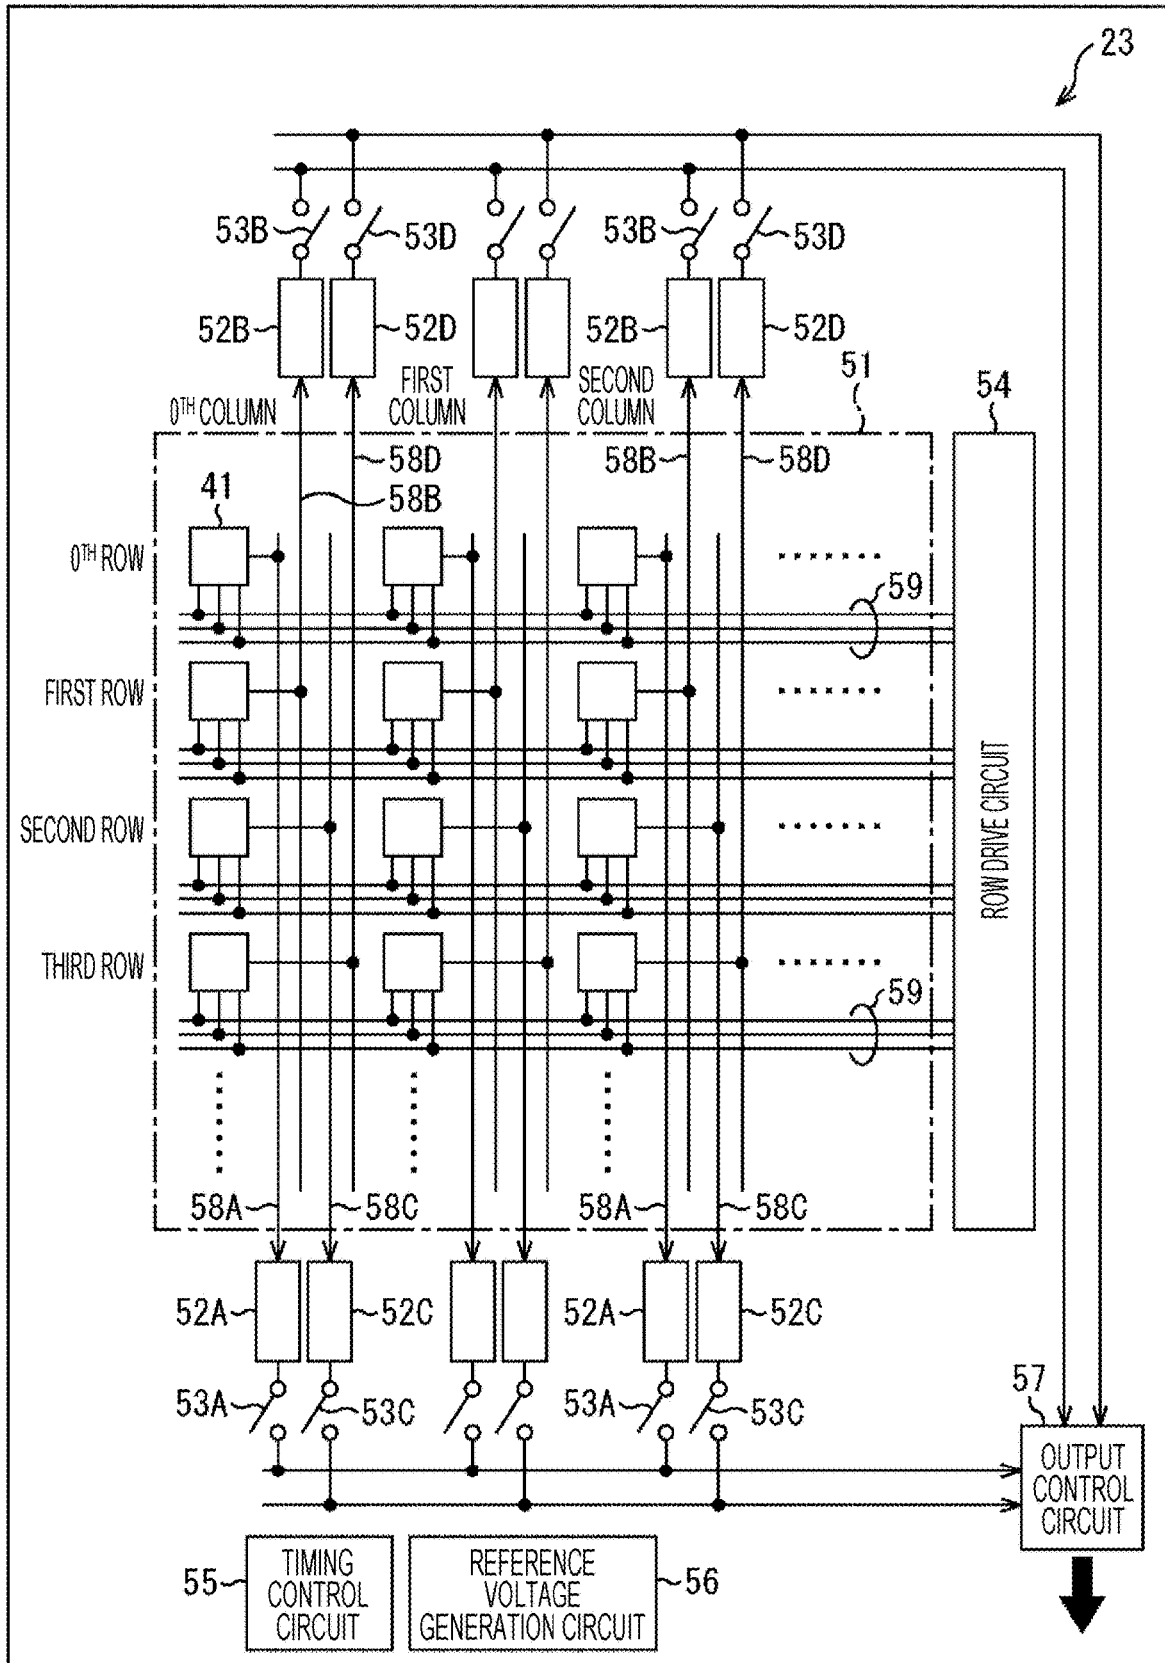 23
53B 53D 53B 53D
52B 52D 52B 52D
0TH COLUMN
FIRST
COLUMN
SECOND
COLUMN
51
54
58D
58B
58B 58D
41
0TH ROW
59
FIRST ROW
SECOND ROW
THIRD ROW
59
ROW DRIVE CIRCUIT
58A 58C 58A 58C
52A 52C 52A 52C
53A 53C 53A 53C
57
OUTPUT
CONTROL
CIRCUIT
55
TIMING
CONTROL
CIRCUIT
REFERENCE
VOLTAGE
GENERATION CIRCUIT
56